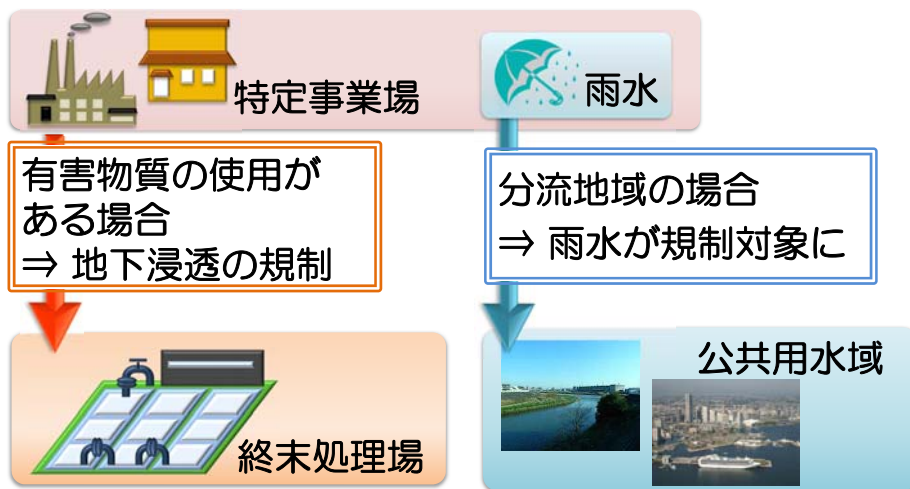 特定事業場
雨水
有害物質の使用が
ある場合
⇒ 地下浸透の規制
分流地域の場合
⇒ 雨水が規制対象に
終末処理場
公共用水域